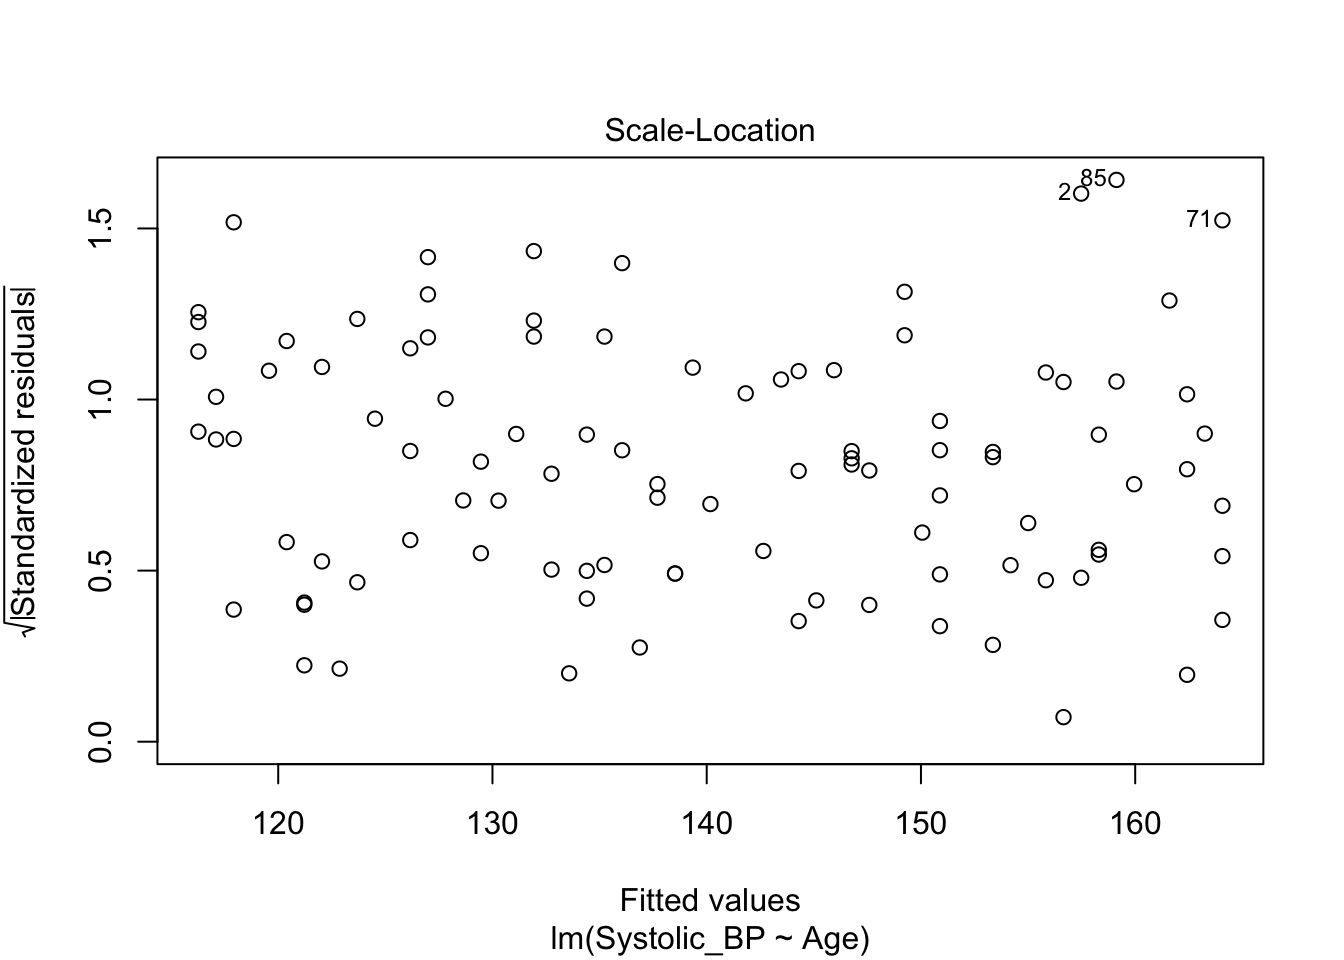 Scale-Location
√|Standardized residuals|
1.5
1.0
0.5
0.0
85
2
71
120 130 140 150 160
Fitted values
lm(Systolic_BP ~ Age)